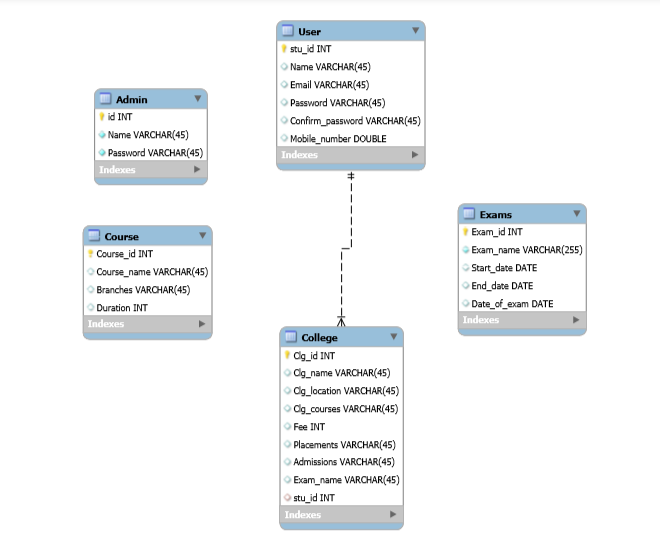 User
stu_id INT
Name VARCHAR(45)
Email VARCHAR(45)
Password VARCHAR(45)
Confirm_password VARCHAR(45)
Mobile_number DOUBLE
Indexes
Admin
id INT
Name VARCHAR(45)
Password VARCHAR(45)
Indexes
Course
Course_id INT
Course_name VARCHAR(45)
Branches VARCHAR(45)
Duration INT
Indexes
Exams
Exam_id INT
Exam_name VARCHAR(255)
Start_date DATE
End_date DATE
Date_of_exam DATE
Indexes
College
Clg_id INT
Clg_name VARCHAR(45)
Clg_location VARCHAR(45)
Clg_courses VARCHAR(45)
Fee INT
Placements VARCHAR(45)
Admissions VARCHAR(45)
Exam_name VARCHAR(45)
stu_id INT
Indexes